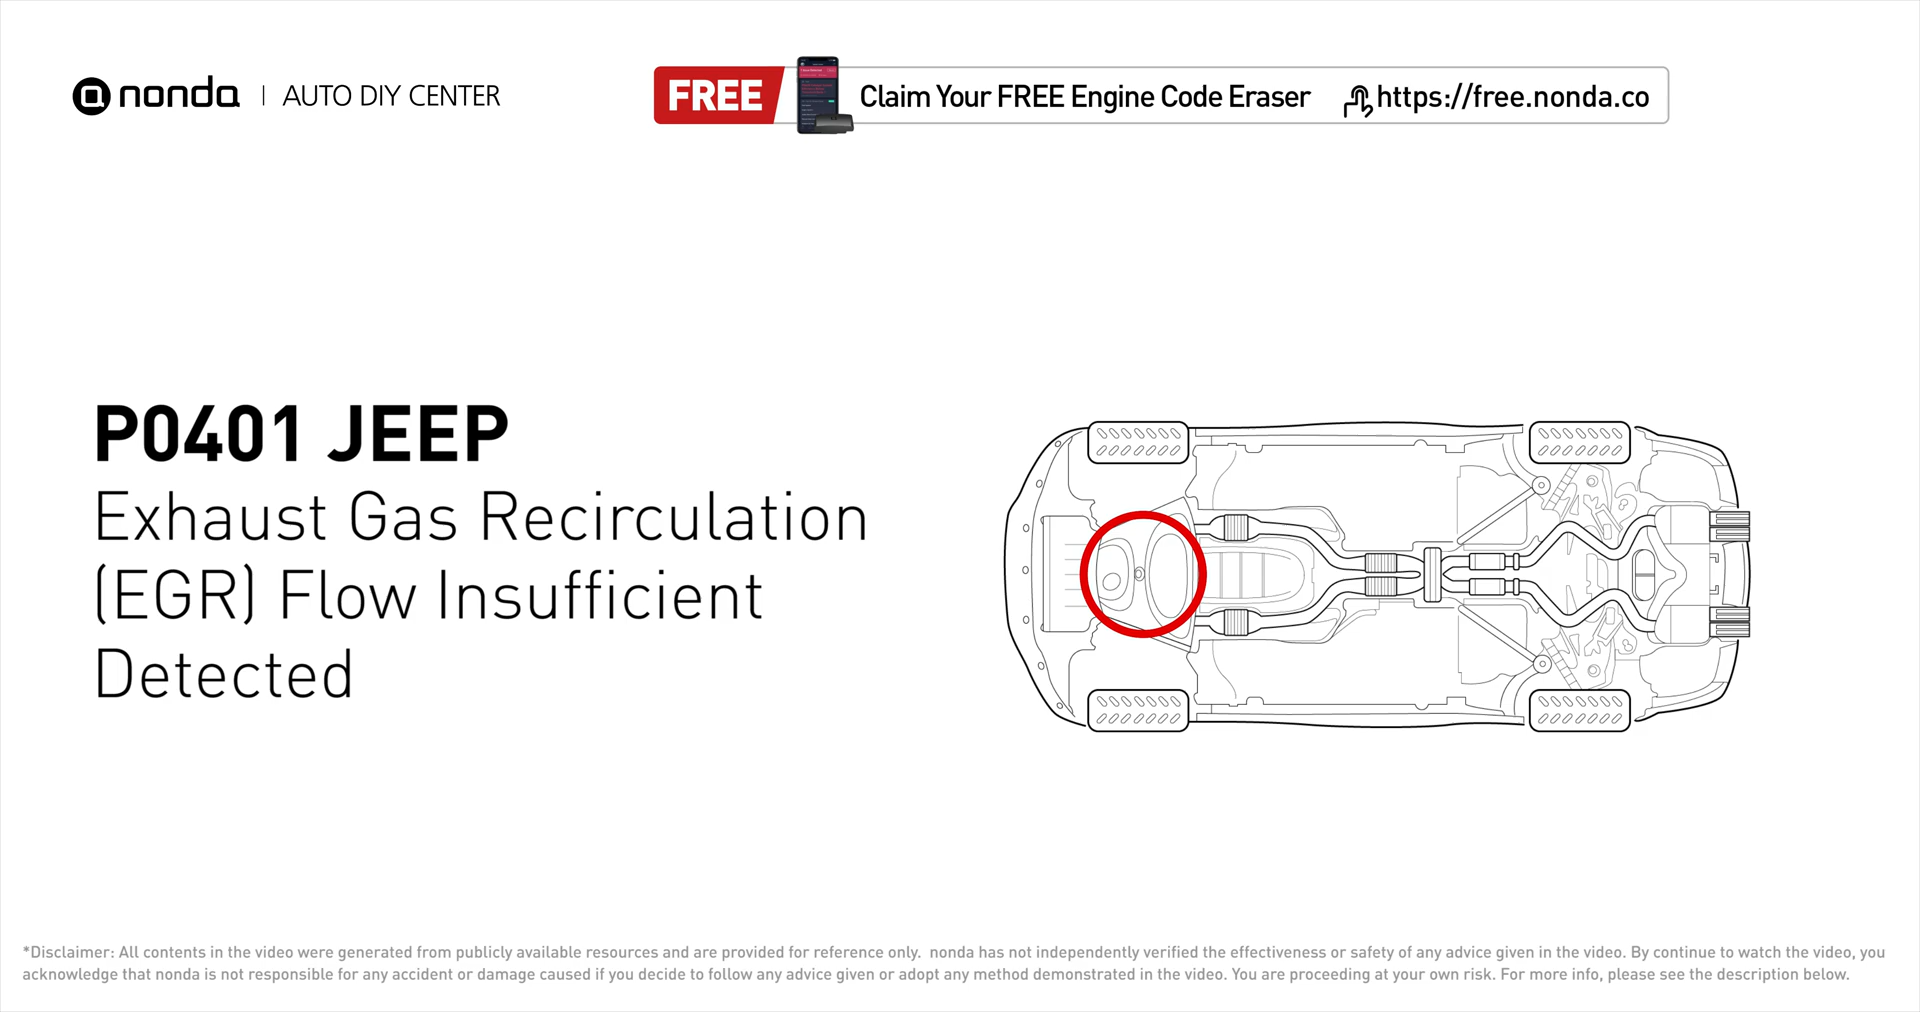 nonda | AUTO DIY CENTER
FREE Claim Your FREE Engine Code Eraser https://free.nonda.co
P0401 JEEP
Exhaust Gas Recirculation
(EGR) Flow Insufficient
Detected
*Disclaimer: All contents in the video were generated from publicly available resources and are provided for reference only. nonda has not independently verified the effectiveness or safety of any advice given in the video. By continue to watch the video, you
acknowledge that nonda is not responsible for any accident or damage caused if you decide to follow any advice given or adopt any method demonstrated in the video. You are proceeding at your own risk. For more info, please see the description below.